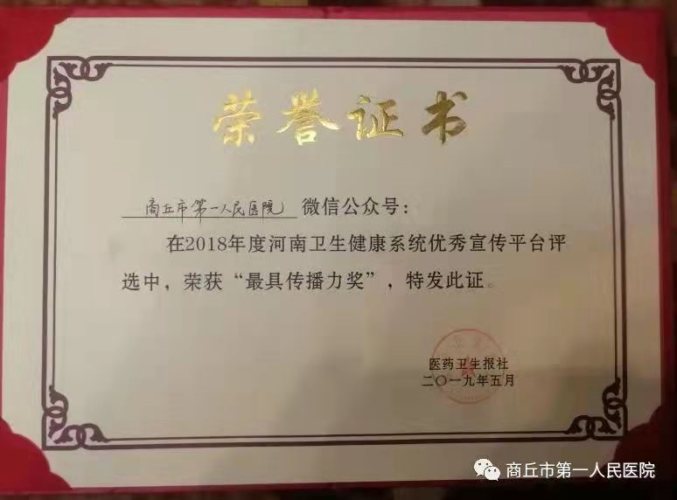 荣誉证书
商丘市第一人民医院 微信公众号：
在2018年度河南卫生健康系统优秀宣传平台评
选中，荣获“最具传播力奖”，特发此证。
医药卫生报社
二〇一九年五月
商丘市第一人民医院